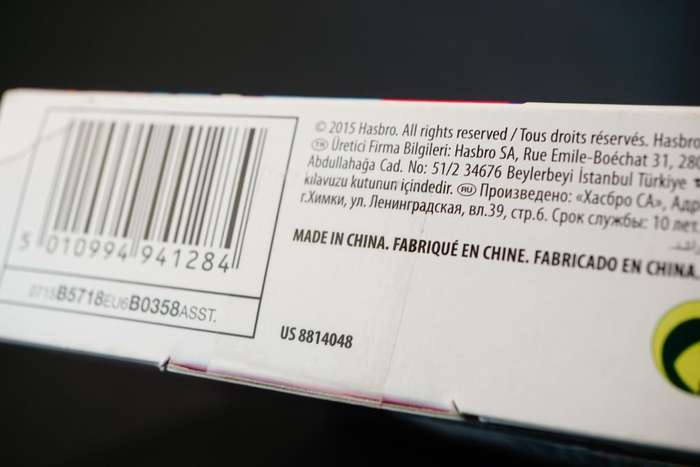 © 2015 Hasbro. All rights reserved / Tous droits réservés. Hasbro
TR Üretici Firma Bilgileri: Hasbro SA, Rue Emile-Boéchat 31, 280
Abdullahağa Cad. No: 51/2 34676 Beylerbeyi İstanbul Türkiye
kılavuzu kutunun içindedir. RU Произведено: «Хасбро СА», Адр
г.Химки, ул. Ленинградская, вл.39, стр.6. Срок службы: 10 лет.
MADE IN CHINA. FABRIQUÉ EN CHINE. FABRICADO EN CHINA.
5 010994 941284
0715B5718EU6B0358ASST.
US 8814048